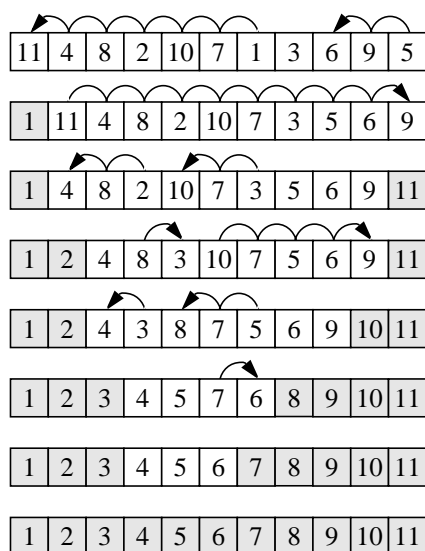 11 4 8 2 10 7 1 3 6 9 5
1 11 4 8 2 10 7 3 5 6 9
1 4 8 2 10 7 3 5 6 9 11
1 2 4 8 3 10 7 5 6 9 11
1 2 4 3 8 7 5 6 9 10 11
1 2 3 4 5 7 6 8 9 10 11
1 2 3 4 5 6 7 8 9 10 11
1 2 3 4 5 6 7 8 9 10 11